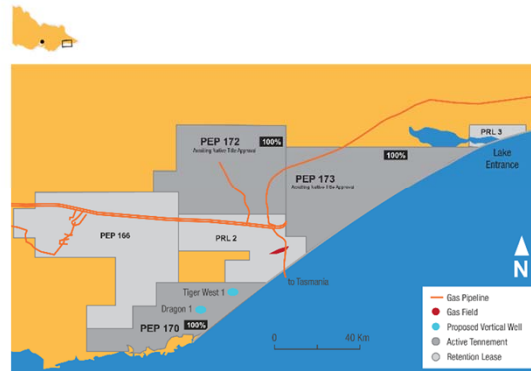 PEP 172
Awaiting Native Title Approval
100%
PRL 3
Lake
Entrance
100%
PEP 173
Awaiting Native Title Approval
PEP 166
PRL 2
to Tasmania
Tiger West 1
Dragon 1
PEP 170
100%
0
40 Km
N
Gas Pipeline
Gas Field
Proposed Vertical Well
Active Tennement
Retention Lease